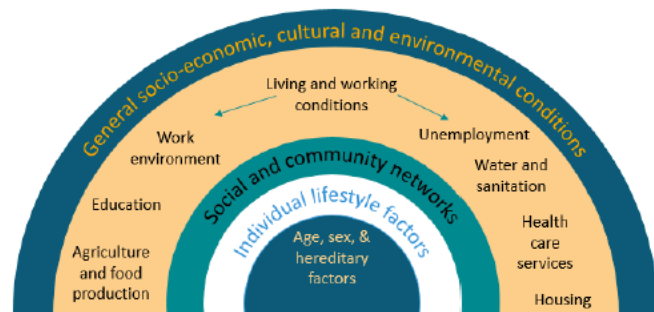 General socio-economic, cultural and environmental conditions
Living and working
conditions
Work
environment
Unemployment
Education
Water and
sanitation
Agriculture
and food
production
Health
care
services
Housing
Social and community networks
Individual lifestyle factors
Age, sex, &
hereditary
factors